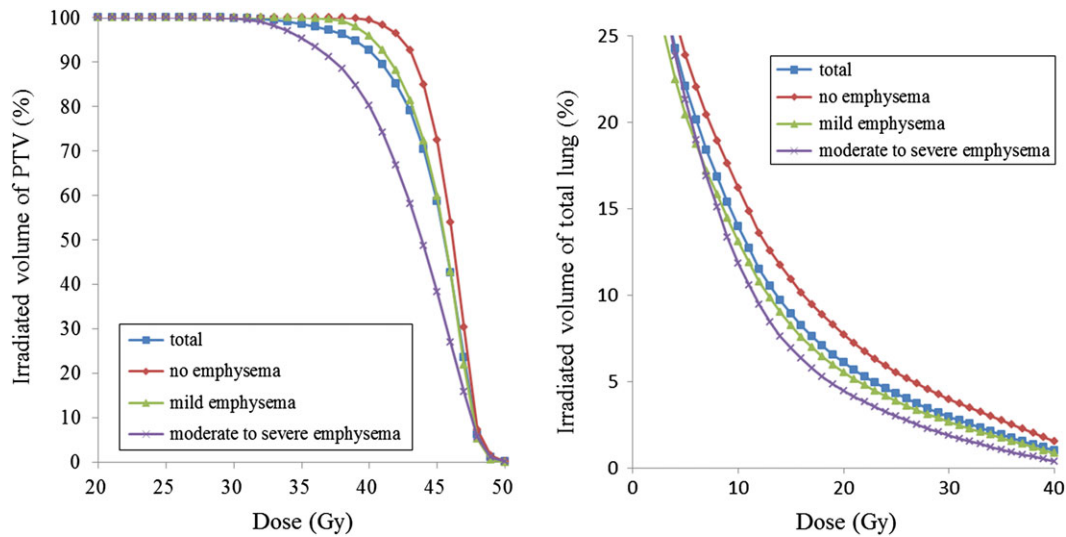 Irradiated volume of PTV (%)
100
90
80
70
60
50
40
30
20
10
0
total
no emphysema
mild emphysema
moderate to severe emphysema
20
25
30
35
40
45
50
Dose (Gy)
Irradiated volume of total lung (%)
25
20
15
10
5
0
total
no emphysema
mild emphysema
moderate to severe emphysema
0
10
20
30
40
Dose (Gy)